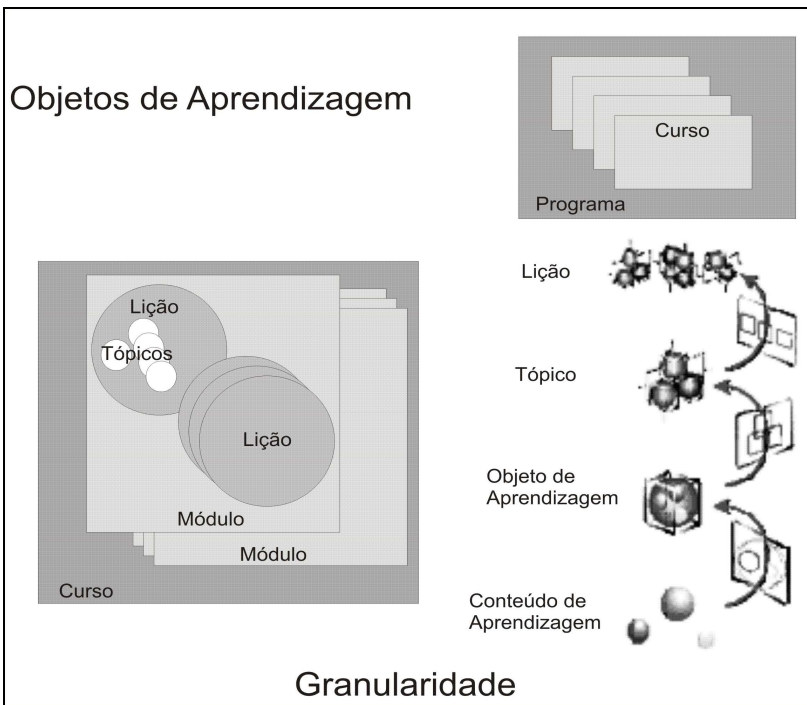 Objetos de Aprendizagem
Curso
Programa
Lição
Tópicos
Lição
Módulo
Módulo
Curso
Lição
Tópico
Objeto de
Aprendizagem
Conteúdo de
Aprendizagem
Granularidade